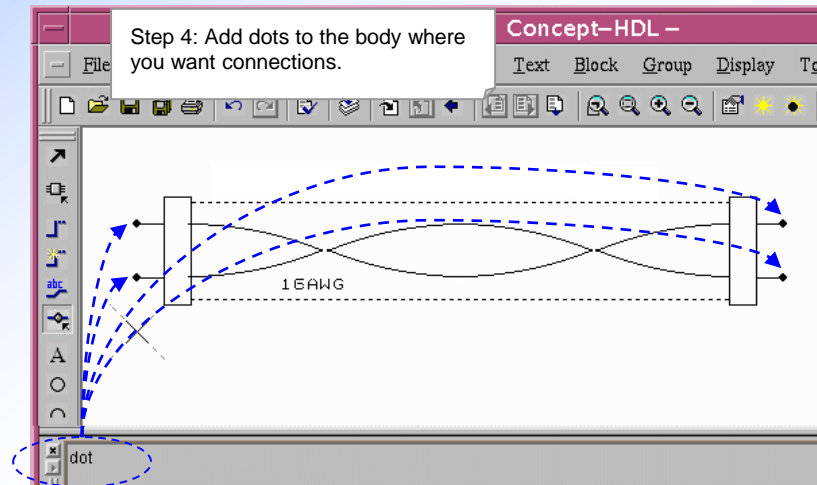 Concept–HDL –
Step 4: Add dots to the body where
you want connections.
File
Text Block Group Display
abc
A
16AWG
dot